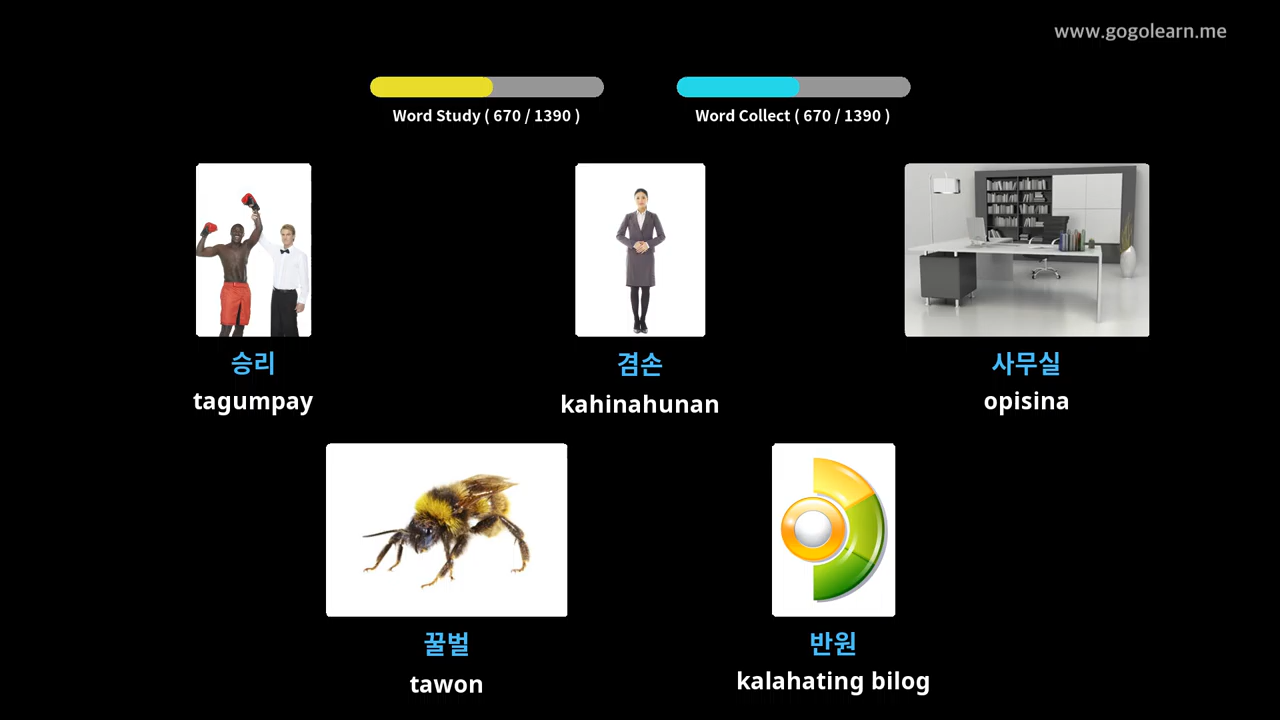 www.gogolearn.me
Word Study ( 670 / 1390 )
Word Collect ( 670 / 1390 )
승리
tagumpay
겸손
kahinahunan
사무실
opisina
꿀벌
tawon
반원
kalahating bilog